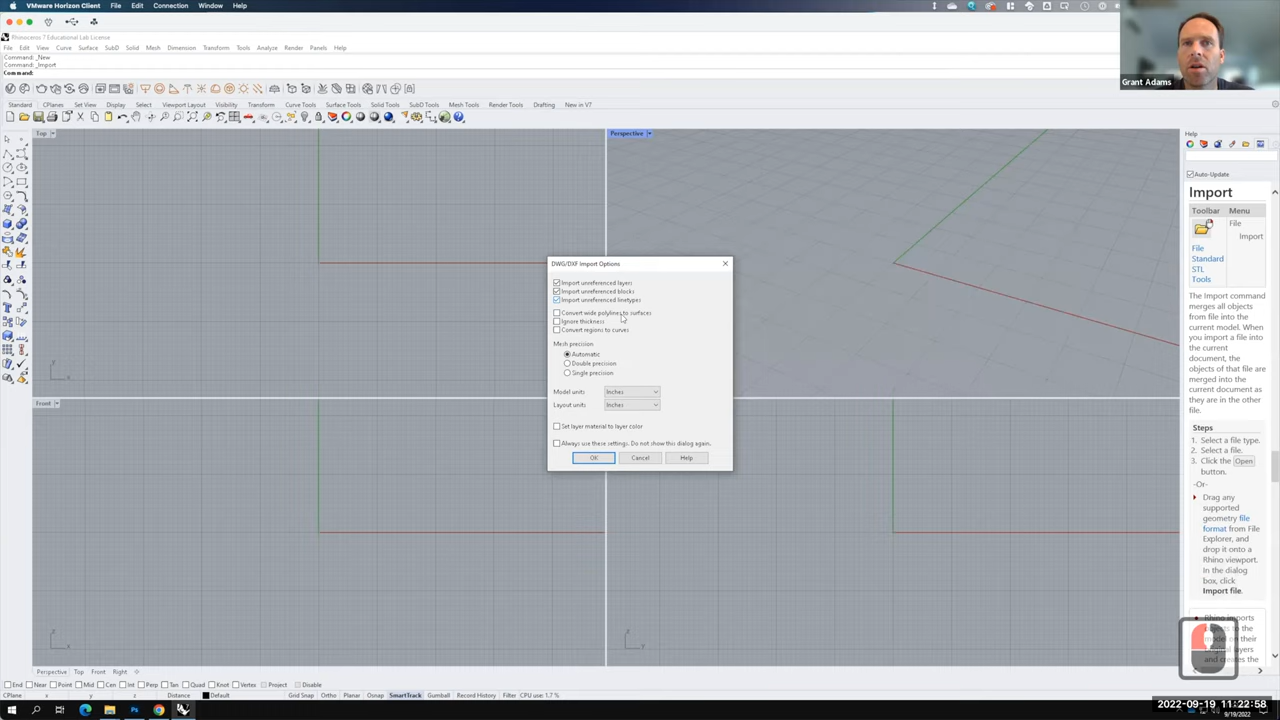 VMware Horizon Client File Edit Connection Window Help
Rhinoceros 7 Educational Lab License
File Edit View Curve Surface SubD Solid Mesh Dimension Transform Tools Analyze Render Panels Help
Command: _New
Command: _Import
Command:
Standard CPlanes Set View Display Select Viewport Layout Visibility Transform Curve Tools Surface Tools Solid Tools SubD Tools Mesh Tools Render Tools Drafting New in V7
Grant Adams
Top
Perspective
Help
Auto-Update
Import
Toolbar Menu
File
Import
File
Standard
STL
Tools
The Import command
merges all objects
from file into the
current model.
When you import a
file into the
current
document, the
objects of that file
are merged into
the current
document as they
are in the other
file.
Steps
1. Select a file type.
2. Select a file.
3. Click the Open
button.
-Or-
Drag any
supported
geometry file
format from File
Explorer, and
drop it onto a
Rhino viewport.
In the dialog
box, click
Import file.
Rhino imports
objects to the
model on their
DWG/DXF Import Options
Import unreferenced layers
Import unreferenced blocks
Import unreferenced linetypes
Convert wide polylines to surfaces
Ignore thickness
Convert regions to curves
Mesh precision
Automatic
Double precision
Single precision
Model units Inches
Layout units Inches
Set layer material to layer color
Always use these settings. Do not show this dialog again.
OK Cancel Help
Front
Perspective Top Front Right
End Near Point Mid Cen Int Perp Tan Quad Knot Vertex Project Disable
CPlane x y z Distance Default Grid Snap Ortho Planar Osnap SmartTrack Gumball Record History Filter CPU use: 1.7 %
2022-09-19 11:22:58
9/19/2022